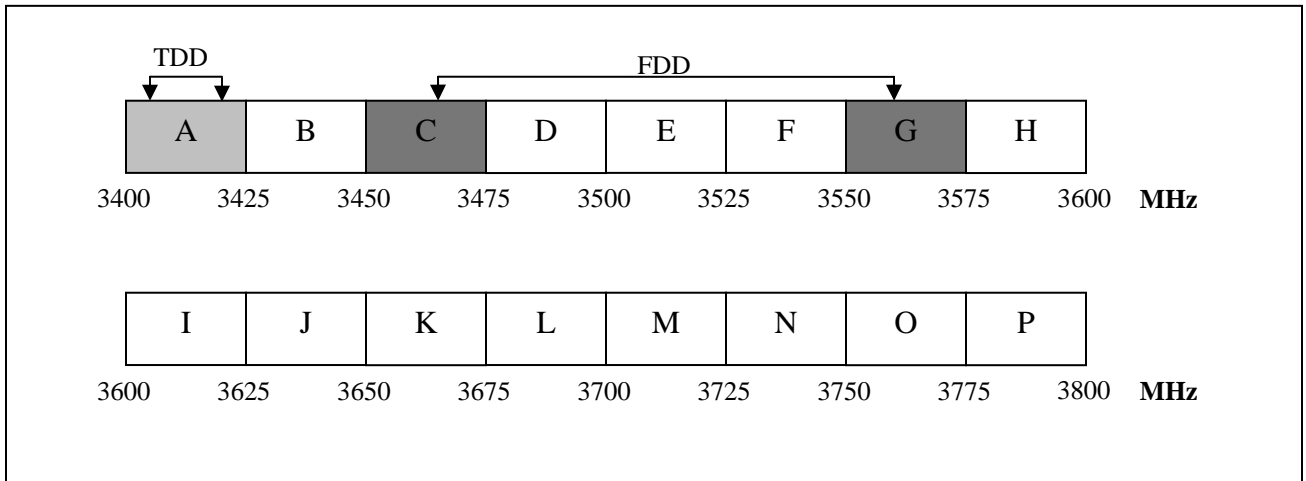 TDD
FDD
A B C D E F G H
3400 3425 3450 3475 3500 3525 3550 3575 3600 MHz
I J K L M N O P
3600 3625 3650 3675 3700 3725 3750 3775 3800 MHz